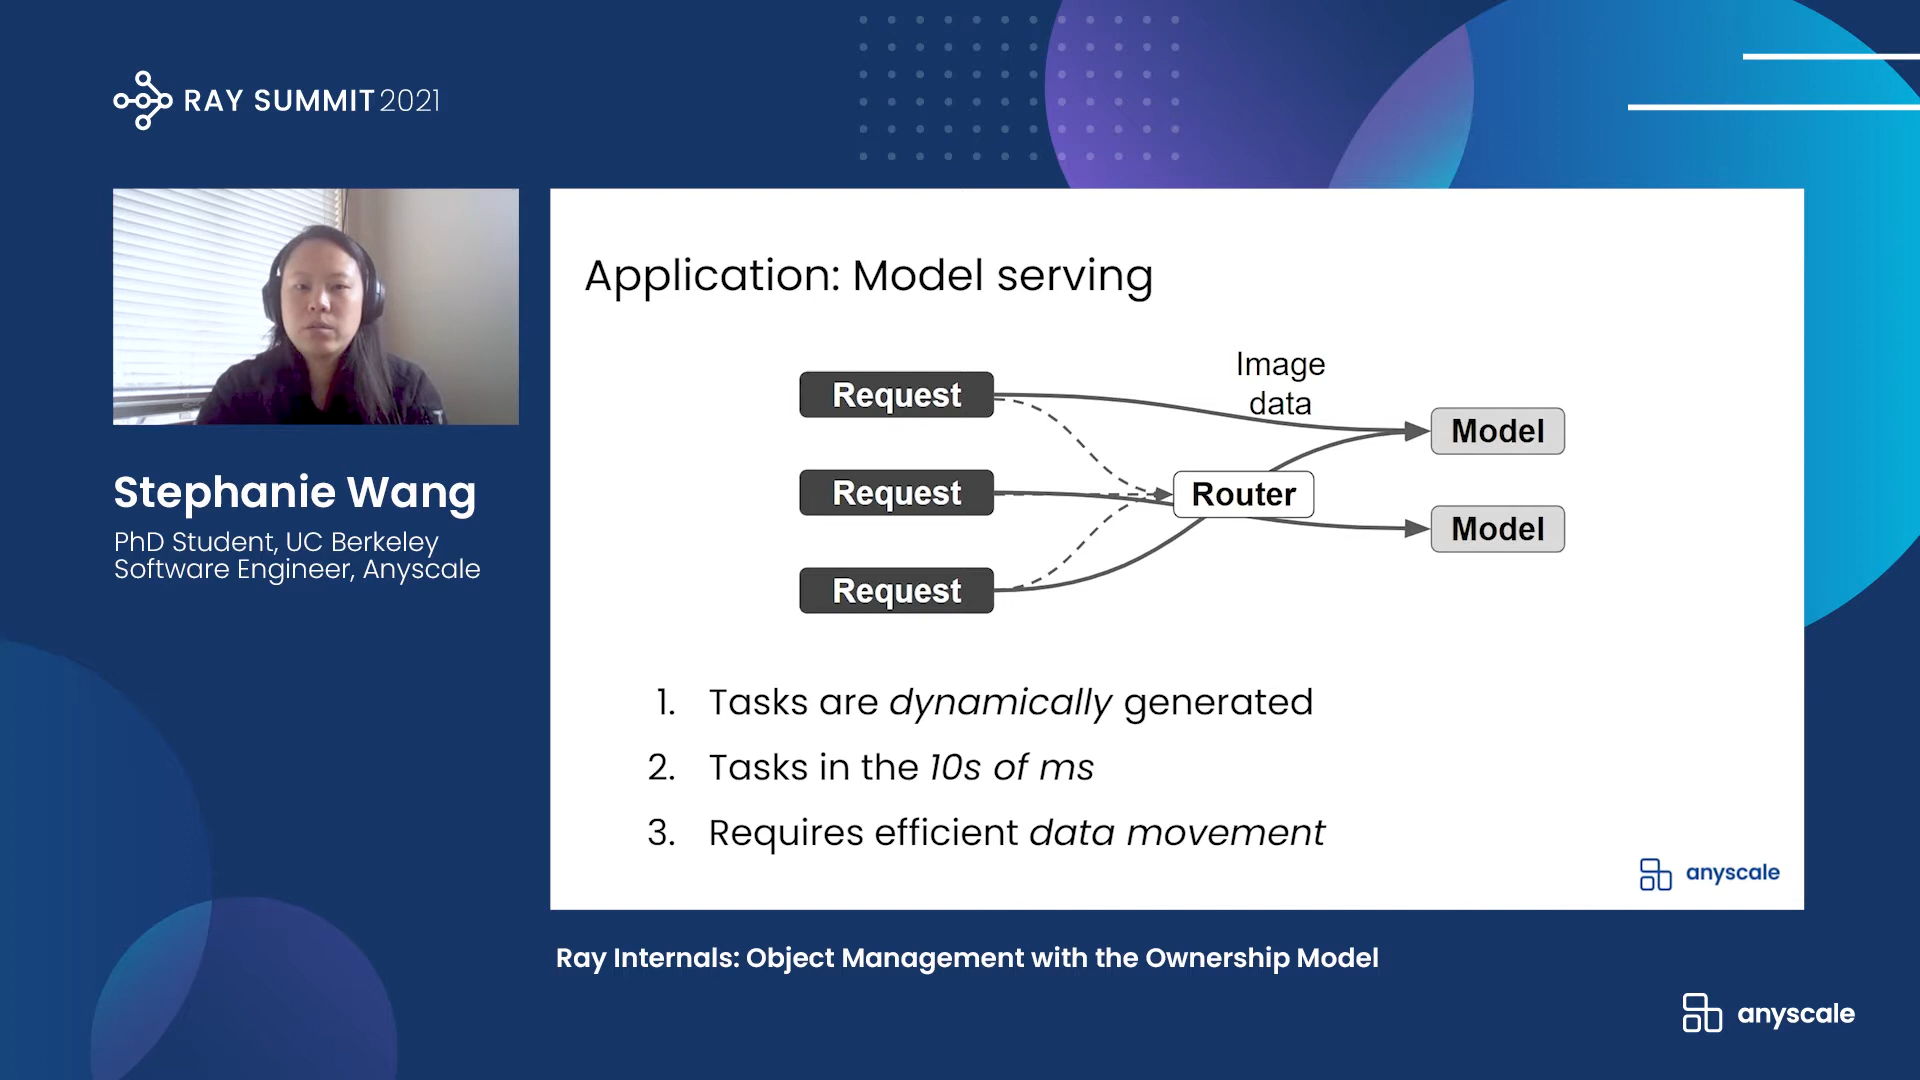 RAY SUMMIT 2021
Stephanie Wang
PhD Student, UC Berkeley
Software Engineer, Anyscale
Application: Model serving
Image
data
Request
Request
Request
Router
Model
Model
1. Tasks are dynamically generated
2. Tasks in the 10s of ms
3. Requires efficient data movement
anyscale
Ray Internals: Object Management with the Ownership Model
anyscale